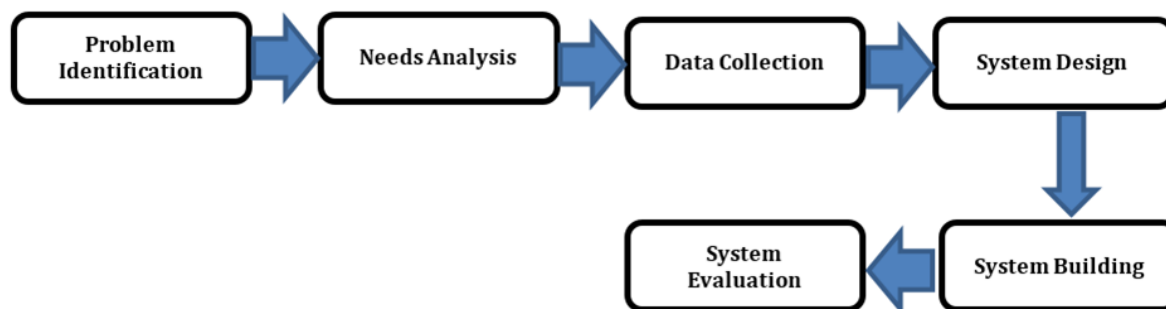 Problem
Identification
Needs Analysis
Data Collection
System Design
System Building
System
Evaluation